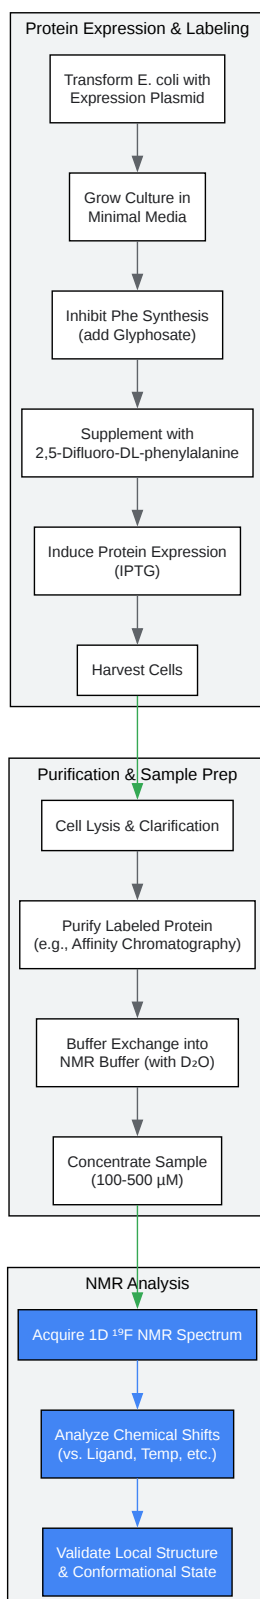 Protein Expression & Labeling
Transform E. coli with
Expression Plasmid
Grow Culture in
Minimal Media
Inhibit Phe Synthesis
(add Glyphosate)
Supplement with
2,5-Difluoro-DL-phenylalanine
Induce Protein Expression
(IPTG)
Harvest Cells
Purification & Sample Prep
Cell Lysis & Clarification
Purify Labeled Protein
(e.g., Affinity Chromatography)
Buffer Exchange into
NMR Buffer (with D₂O)
Concentrate Sample
(100-500 µM)
NMR Analysis
Acquire 1D ¹⁹F NMR Spectrum
Analyze Chemical Shifts
(vs. Ligand, Temp, etc.)
Validate Local Structure
& Conformational State